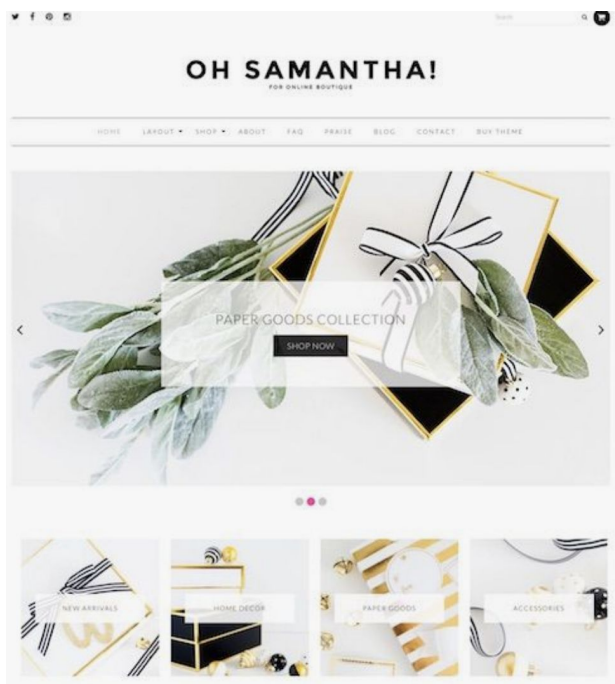 Search
OH SAMANTHA!
FOR ONLINE BOUTIQUE
HOME LAYOUT SHOP ABOUT FAQ PRAISE BLOG CONTACT BUY THEME
PAPER GOODS COLLECTION
SHOP NOW
NEW ARRIVALS HOME DECOR PAPER GOODS ACCESSORIES